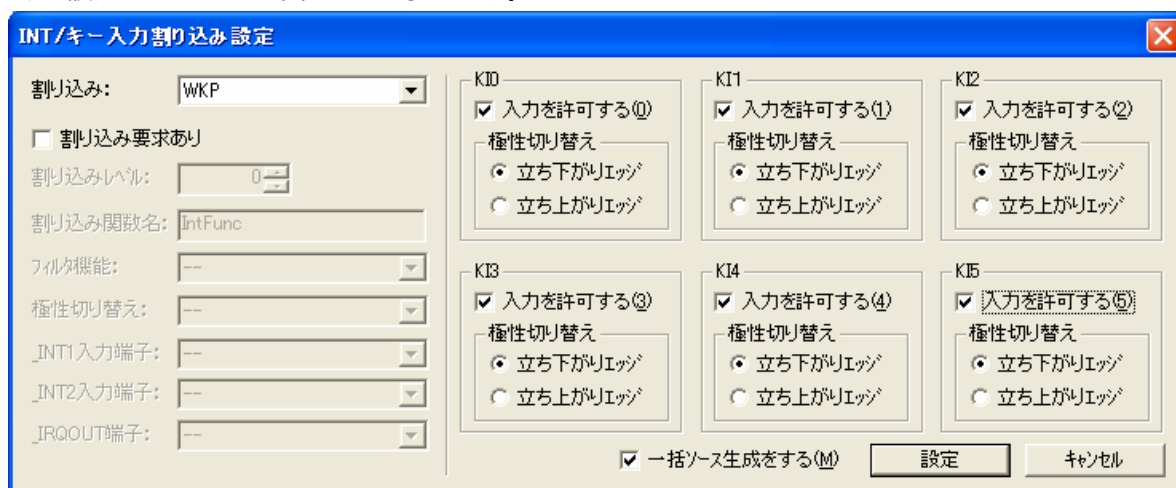 INT/キー入力割り込み設定
割り込み: WKP
割り込み要求あり
割り込みレベル: 0
割り込み関数名: IntFunc
フィルタ機能: --
極性切り替え: --
_INT1入力端子: --
_INT2入力端子: --
_IRQOUT端子: --
KI0
入力を許可する(0)
極性切り替え
立ち下がりエッジ
立ち上がりエッジ
KI1
入力を許可する(1)
極性切り替え
立ち下がりエッジ
立ち上がりエッジ
KI2
入力を許可する(2)
極性切り替え
立ち下がりエッジ
立ち上がりエッジ
KI3
入力を許可する(3)
極性切り替え
立ち下がりエッジ
立ち上がりエッジ
KI4
入力を許可する(4)
極性切り替え
立ち下がりエッジ
立ち上がりエッジ
KI5
入力を許可する(5)
極性切り替え
立ち下がりエッジ
立ち上がりエッジ
一括ソース生成をする(M)
設定
キャンセル